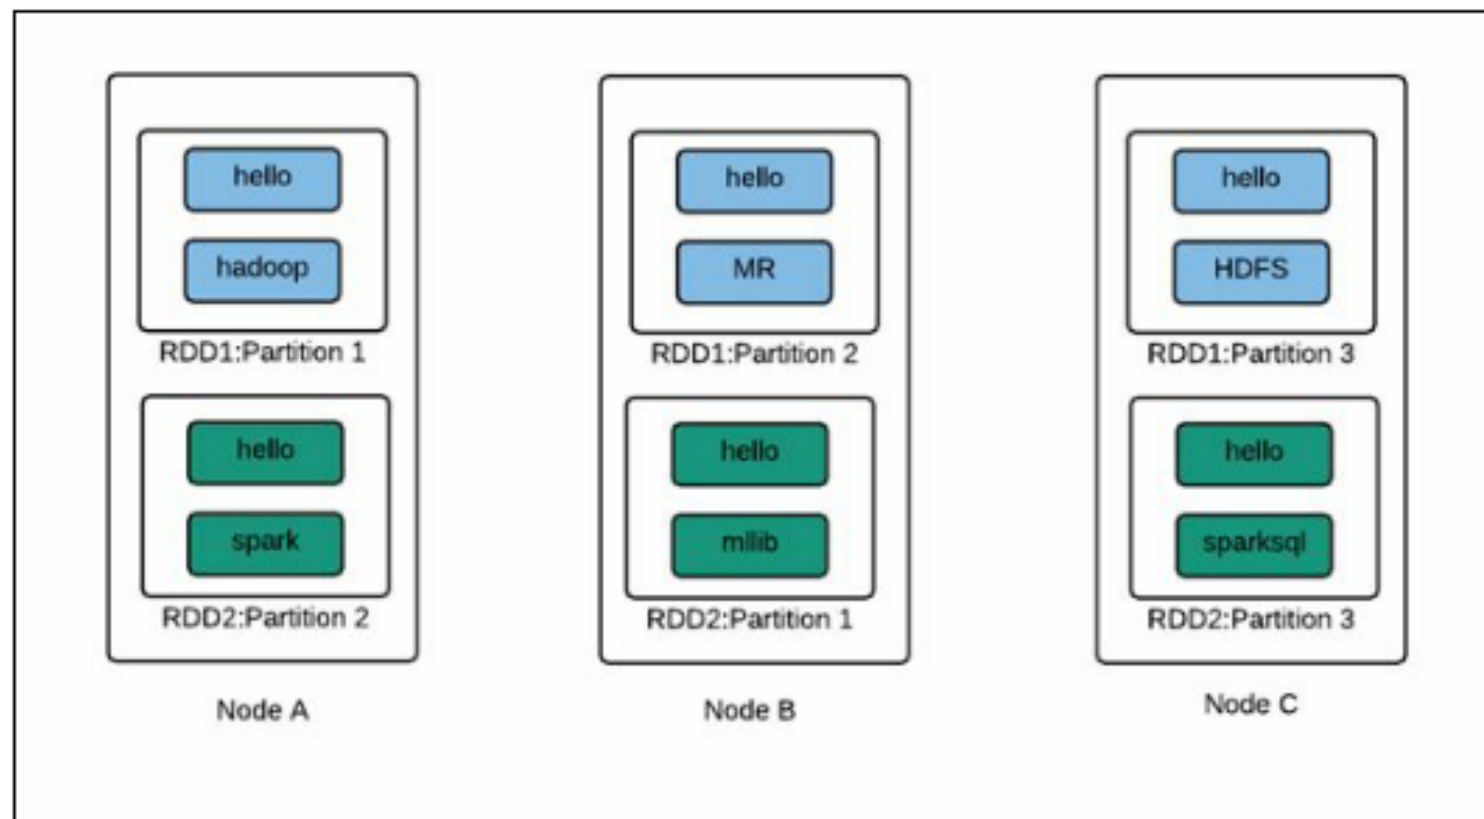 hello
hadoop
RDD1:Partition 1
hello
spark
RDD2:Partition 2
Node A
hello
MR
RDD1:Partition 2
hello
mllib
RDD2:Partition 1
Node B
hello
HDFS
RDD1:Partition 3
hello
sparksql
RDD2:Partition 3
Node C